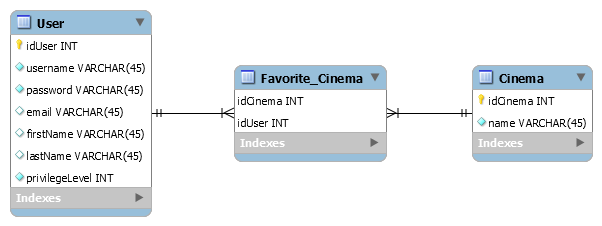 User
idUser INT
username VARCHAR(45)
password VARCHAR(45)
email VARCHAR(45)
firstName VARCHAR(45)
lastName VARCHAR(45)
privilegeLevel INT
Indexes
Favorite_Cinema
idCinema INT
idUser INT
Indexes
Cinema
idCinema INT
name VARCHAR(45)
Indexes